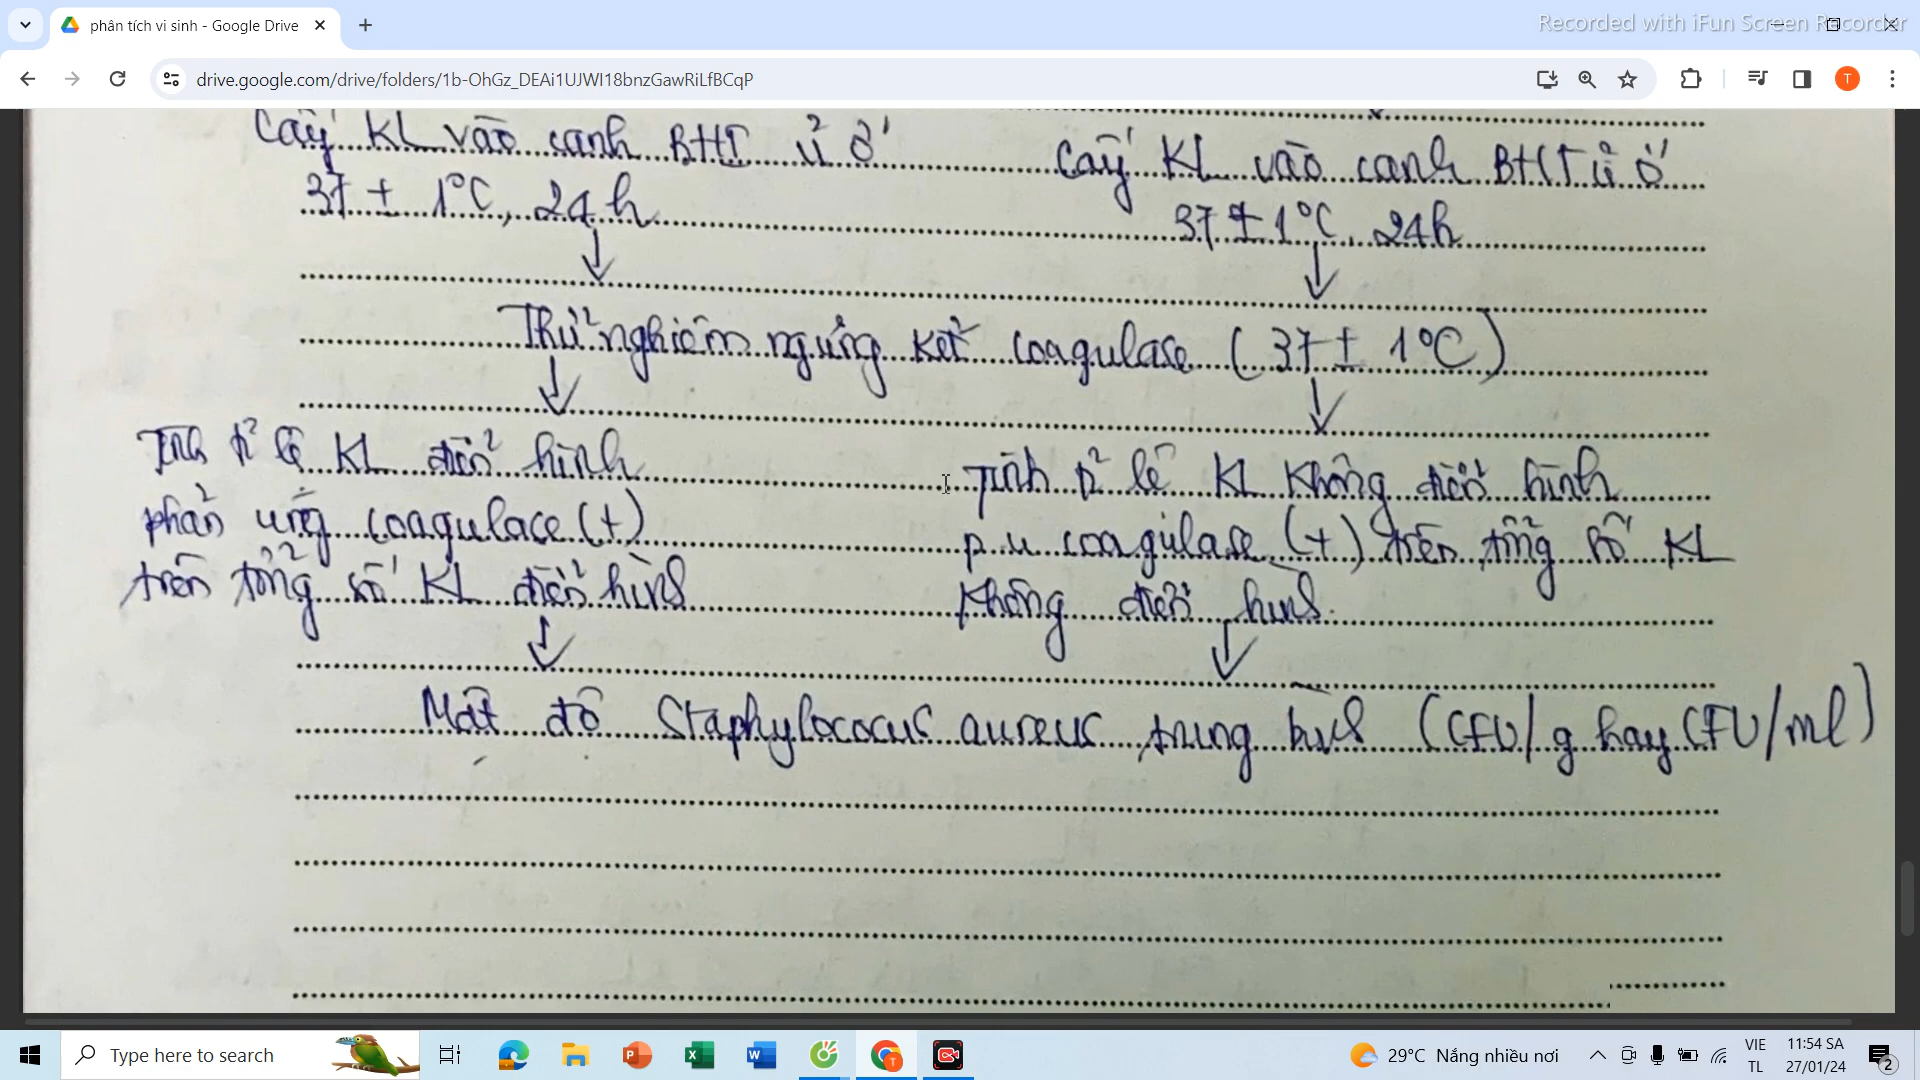 phân tích vi sinh - Google Drive
Recorded with iFun Screen Recorder
drive.google.com/drive/folders/1b-OhGz_DEAi1UJWI18bnzGawRiLfBCqP
T
Cấy KL vào canh BHI ủ ở
37 ± 1°C, 24h
Cấy KL vào canh BHI ủ ở
37 ± 1°C, 24h
Thử nghiệm ngưng kết coagulase (37 ± 1°C)
Tính tỉ lệ KL điển hình
phản ứng coagulase (+)
trên tổng số KL điển hình
Tính tỉ lệ KL không điển hình
p.u coagulase (+) trên tổng số KL
không điển hình.
Mật độ Staphylococus aureus trung bình (CFU/g hay CFU/ml)
Type here to search
29°C Nắng nhiều nơi
VIE
TL
11:54 SA
27/01/24
2